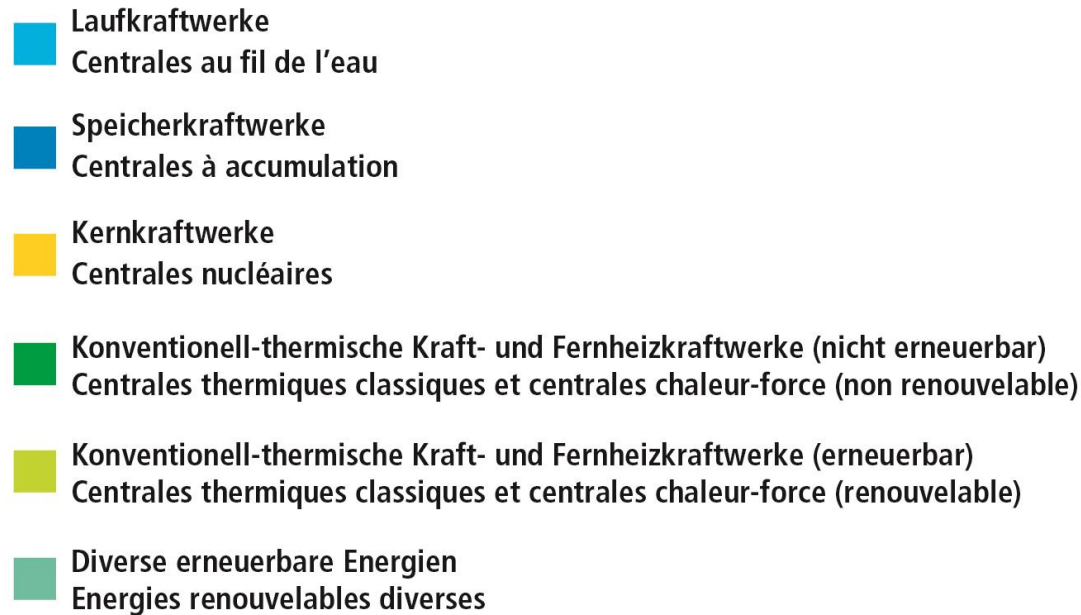 Laufkraftwerke
Centrales au fil de l’eau
Speicherkraftwerke
Centrales à accumulation
Kernkraftwerke
Centrales nucléaires
Konventionell-thermische Kraft- und Fernheizkraftwerke (nicht erneuerbar)
Centrales thermiques classiques et centrales chaleur-force (non renouvelable)
Konventionell-thermische Kraft- und Fernheizkraftwerke (erneuerbar)
Centrales thermiques classiques et centrales chaleur-force (renouvelable)
Diverse erneuerbare Energien
Energies renouvelables diverses